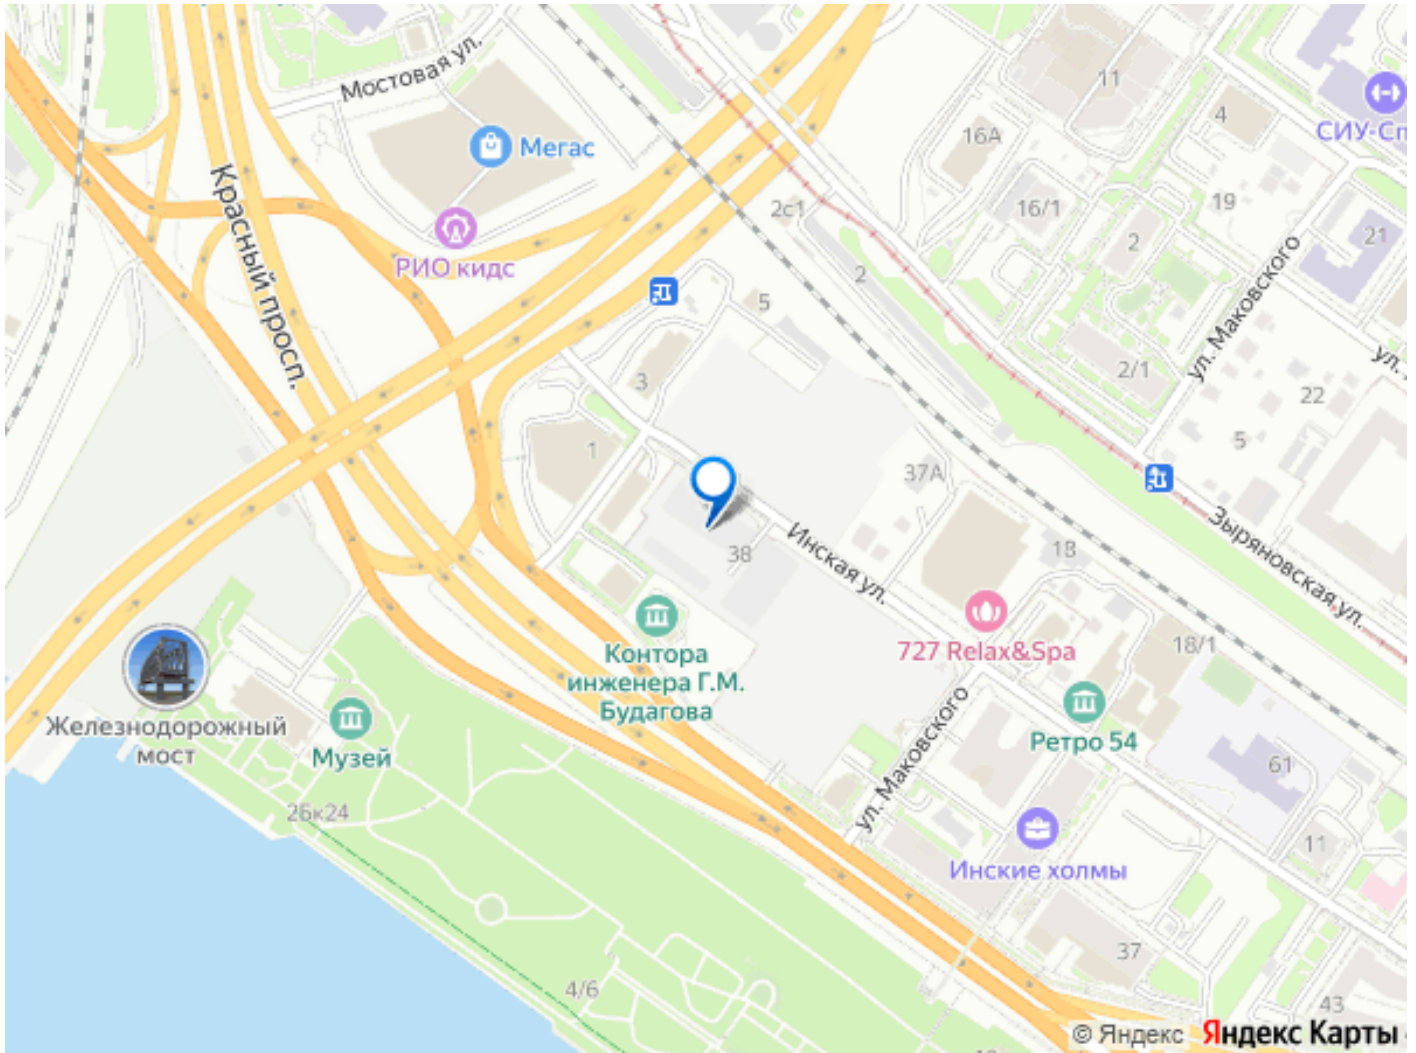 Мостовая ул.
11
4
СИУ-Сп
16А
Мегас
Красный просп.
2с1
16/1
19
2
21
РИО кидс
2
5
ул. Маковского
2/1
ул.
3
22
5
1
37А
Зыряновская ул.
38
Инская ул.
18
Контора
инженера Г.М.
Будагова
727 Relax&Spa
18/1
Железнодорожный
мост
Музей
ул. Маковского
Ретро 54
61
2Бк24
11
Инские холмы
37
4/6
43
© Яндекс Яндекс Карты